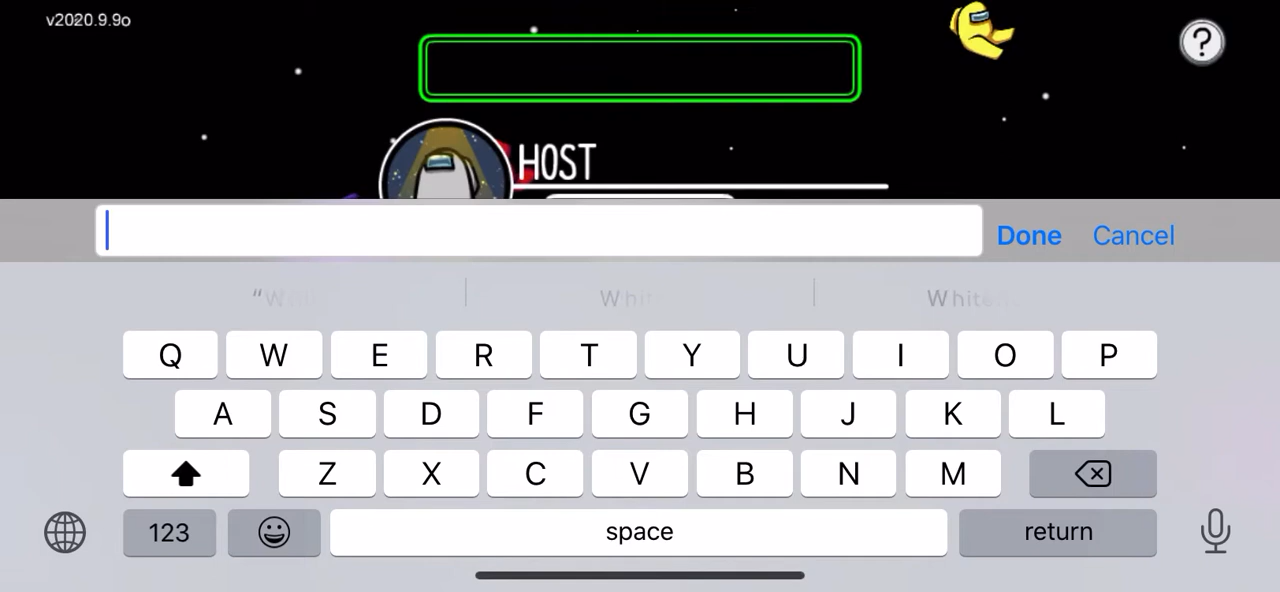 v2020.9.9o
?
HOST
Done Cancel
Q W E R T Y U I O P
A S D F G H J K L
Z X C V B N M
123 space return